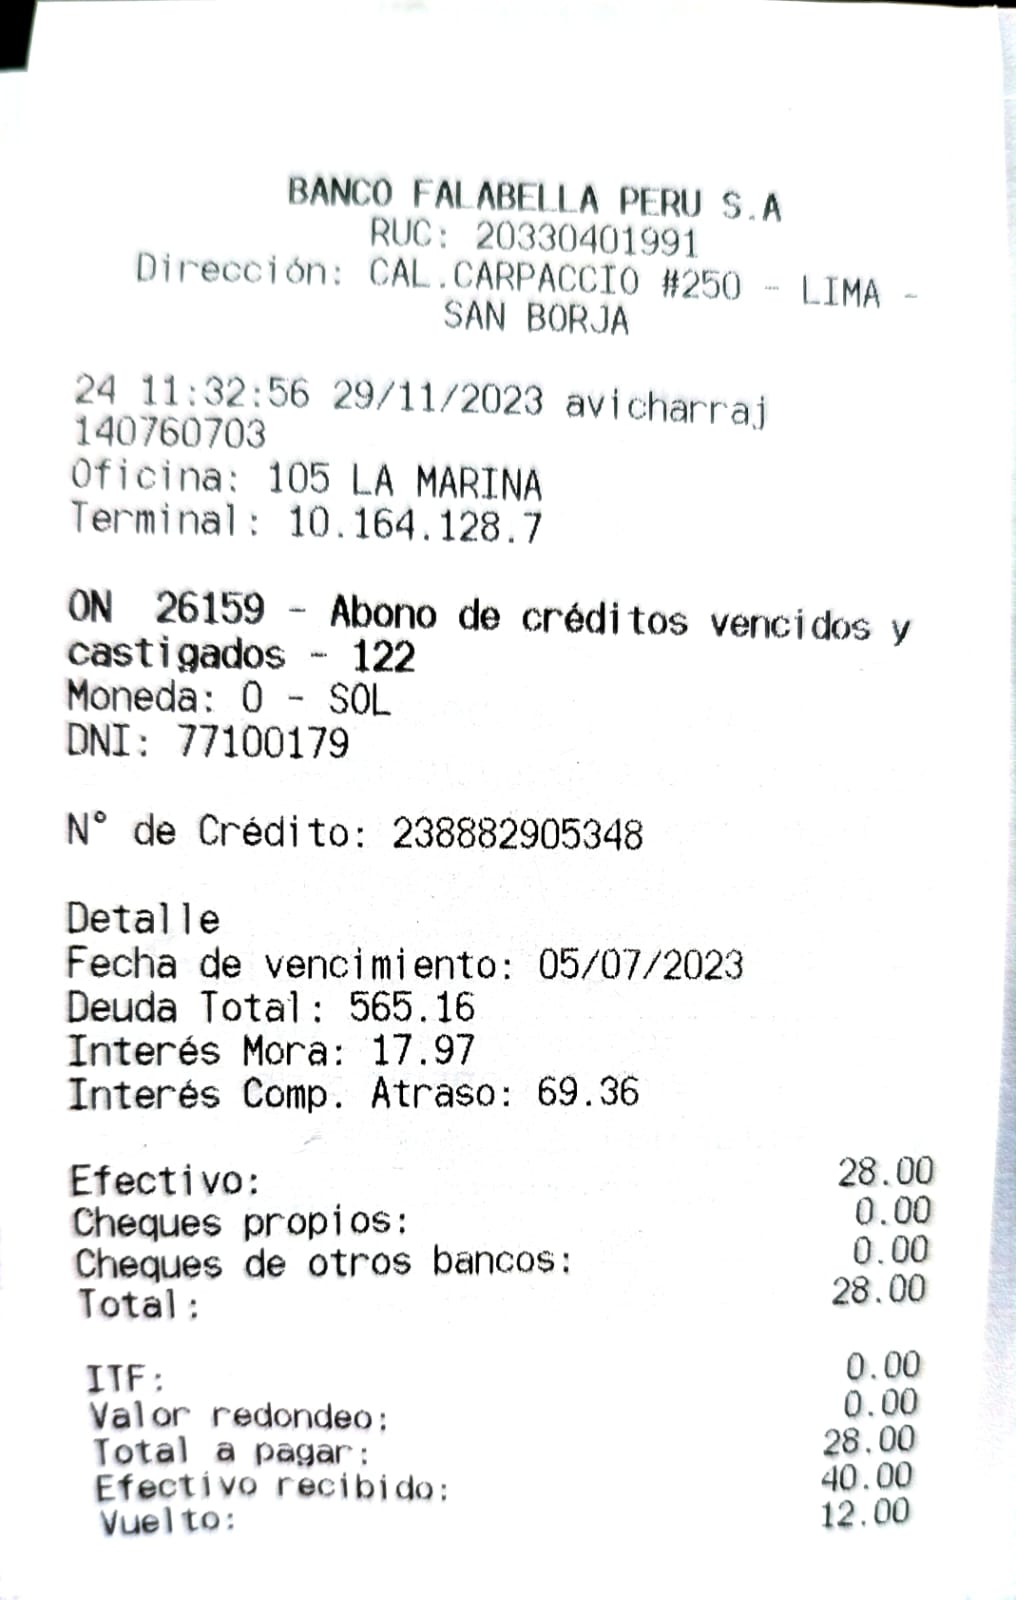 BANCO FALABELLA PERU S.A
RUC: 20330401991
Dirección: CAL.CARPACCIO #250 - LIMA -
SAN BORJA
24 11:32:56 29/11/2023 avicharraj
140760703
Oficina: 105 LA MARINA
Terminal: 10.164.128.7
ON 26159 - Abono de créditos vencidos y
castigados - 122
Moneda: 0 - SOL
DNI: 77100179
N° de Crédito: 238882905348
Detalle
Fecha de vencimiento: 05/07/2023
Deuda Total: 565.16
Interés Mora: 17.97
Interés Comp. Atraso: 69.36
Efectivo: 28.00
Cheques propios: 0.00
Cheques de otros bancos: 0.00
Total: 28.00
ITF: 0.00
Valor redondeo: 0.00
Total a pagar: 28.00
Efectivo recibido: 40.00
Vuelto: 12.00